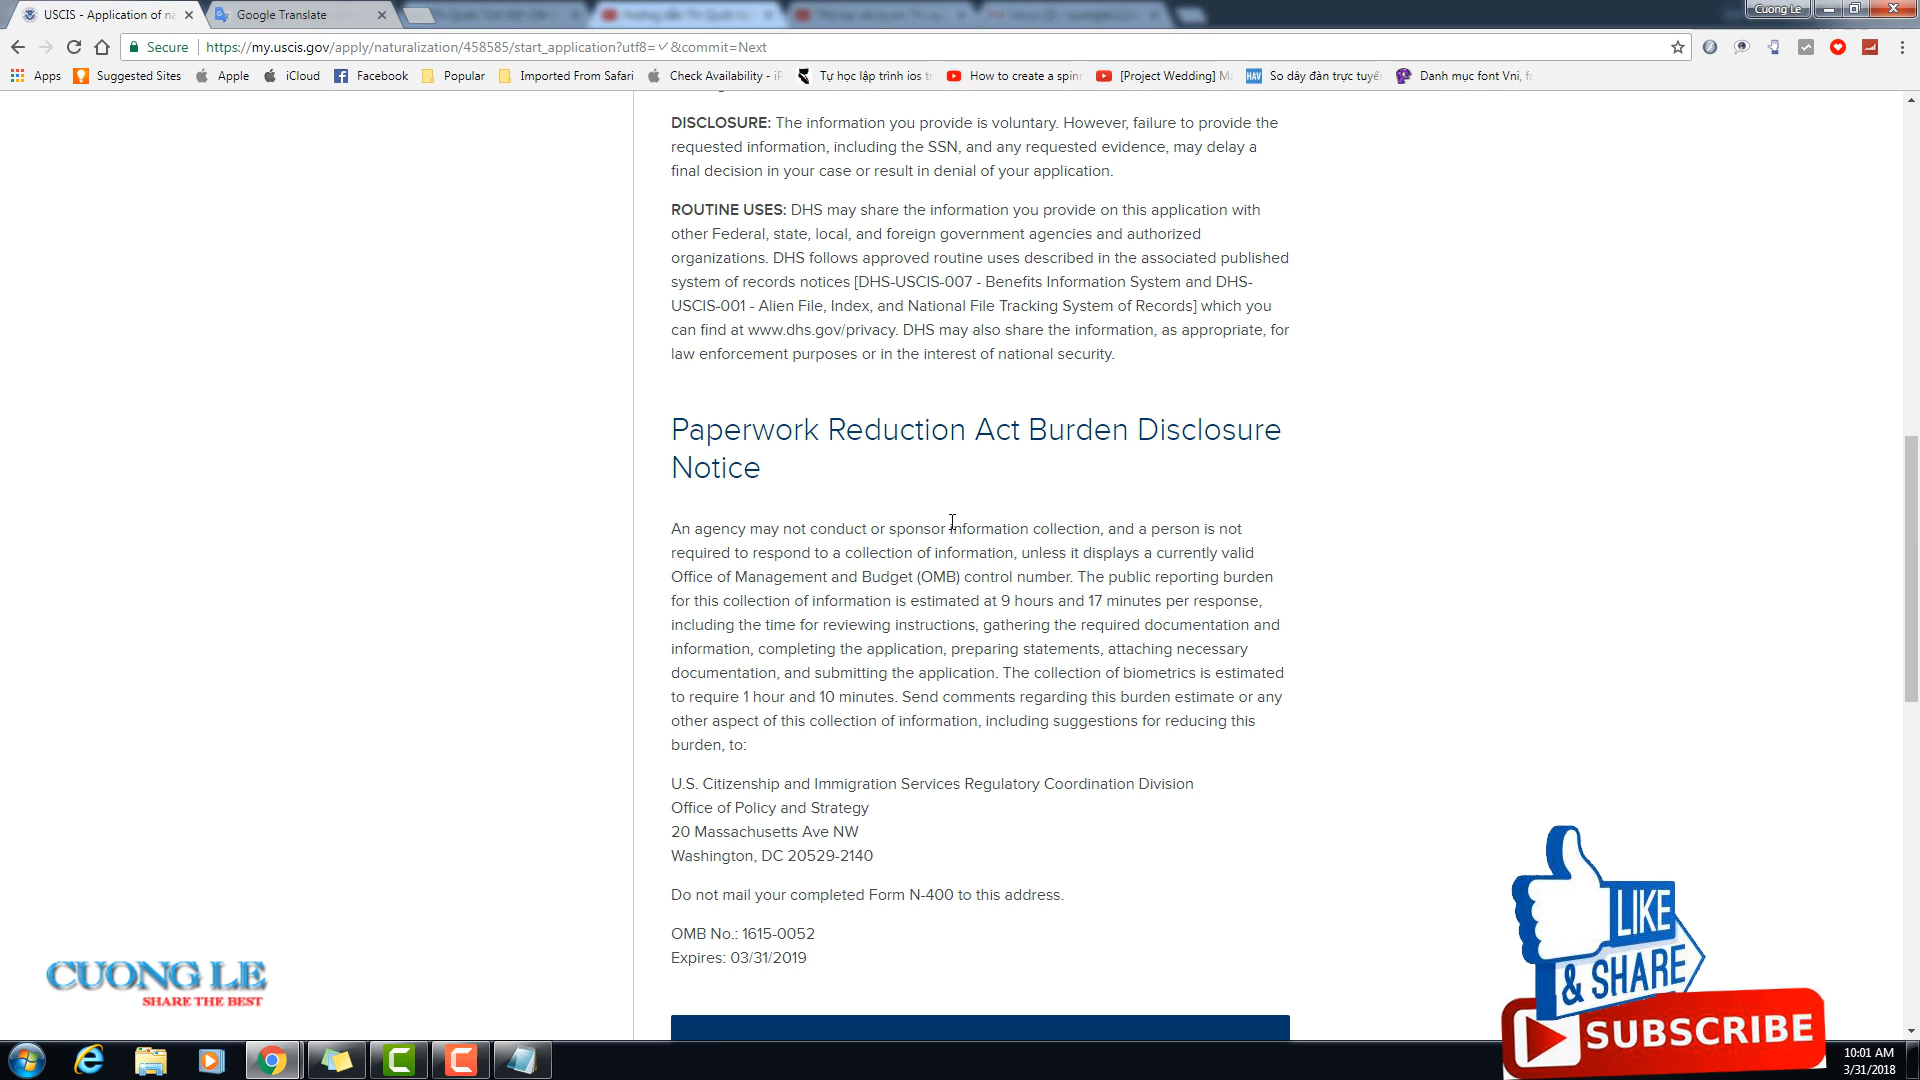 USCIS - Application of na
Google Translate
Cuong Le
Secure
https://my.uscis.gov/apply/naturalization/458585/start_application?utf8=✓&commit=Next
Apps
Suggested Sites
Apple
iCloud
Facebook
Popular
Imported From Safari
Check Availability - iP
Tự học lập trình ios t
How to create a spin
[Project Wedding] M
HAV
So dây đàn trực tuyế
Danh mục font Vni, f
DISCLOSURE: The information you provide is voluntary. However, failure to provide the
requested information, including the SSN, and any requested evidence, may delay a
final decision in your case or result in denial of your application.
ROUTINE USES: DHS may share the information you provide on this application with
other Federal, state, local, and foreign government agencies and authorized
organizations. DHS follows approved routine uses described in the associated published
system of records notices [DHS-USCIS-007 - Benefits Information System and DHS-
USCIS-001 - Alien File, Index, and National File Tracking System of Records] which you
can find at www.dhs.gov/privacy. DHS may also share the information, as appropriate, for
law enforcement purposes or in the interest of national security.
Paperwork Reduction Act Burden Disclosure
Notice
An agency may not conduct or sponsor information collection, and a person is not
required to respond to a collection of information, unless it displays a currently valid
Office of Management and Budget (OMB) control number. The public reporting burden
for this collection of information is estimated at 9 hours and 17 minutes per response,
including the time for reviewing instructions, gathering the required documentation and
information, completing the application, preparing statements, attaching necessary
documentation, and submitting the application. The collection of biometrics is estimated
to require 1 hour and 10 minutes. Send comments regarding this burden estimate or any
other aspect of this collection of information, including suggestions for reducing this
burden, to:
U.S. Citizenship and Immigration Services Regulatory Coordination Division
Office of Policy and Strategy
20 Massachusetts Ave NW
Washington, DC 20529-2140
Do not mail your completed Form N-400 to this address.
OMB No.: 1615-0052
Expires: 03/31/2019
CUONG LE
SHARE THE BEST
LIKE
& SHARE
SUBSCRIBE
10:01 AM
3/31/2018